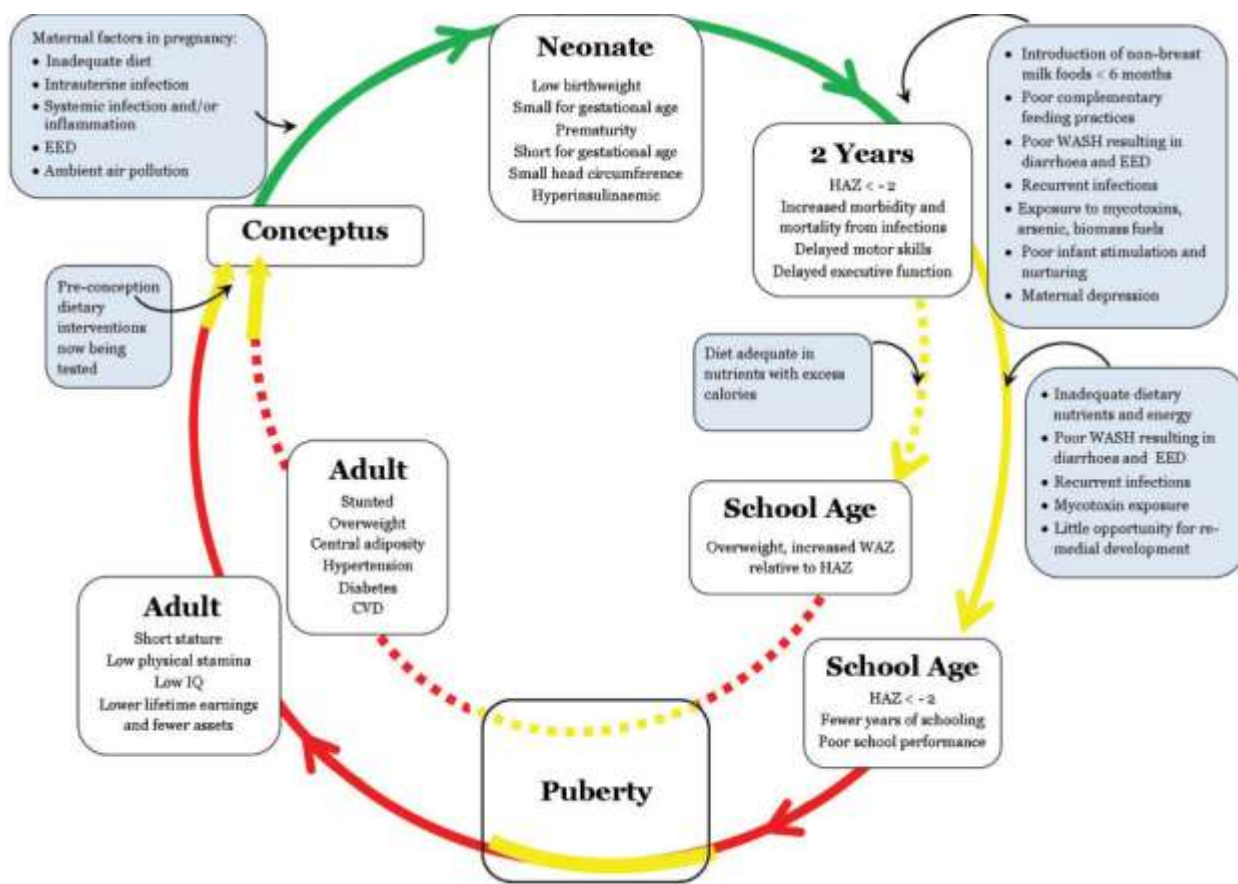 Maternal factors in pregnancy:
• Inadequate diet
• Intrauterine infection
• Systemic infection and/or
inflammation
• EED
• Ambient air pollution
Neonate
Low birthweight
Small for gestational age
Prematurity
Short for gestational age
Small head circumference
Hyperinsulinaemic
• Introduction of non-breast
milk foods < 6 months
• Poor complementary
feeding practices
• Poor WASH resulting in
diarrhoea and EED
• Recurrent infections
• Exposure to mycotoxins,
arsenic, biomass fuels
• Poor infant stimulation and
nurturing
• Maternal depression
2 Years
HAZ < -2
Increased morbidity and
mortality from infections
Delayed motor skills
Delayed executive function
Conceptus
Pre-conception
dietary
interventions
now being
tested
Diet adequate in
nutrients with excess
calories
• Inadequate dietary
nutrients and energy
• Poor WASH resulting in
diarrhoea and EED
• Recurrent infections
• Mycotoxin exposure
• Little opportunity for re-
medial development
Adult
Stunted
Overweight
Central adiposity
Hypertension
Diabetes
CVD
School Age
Overweight, increased WAZ
relative to HAZ
Adult
Short stature
Low physical stamina
Low IQ
Lower lifetime earnings
and fewer assets
School Age
HAZ < -2
Fewer years of schooling
Poor school performance
Puberty